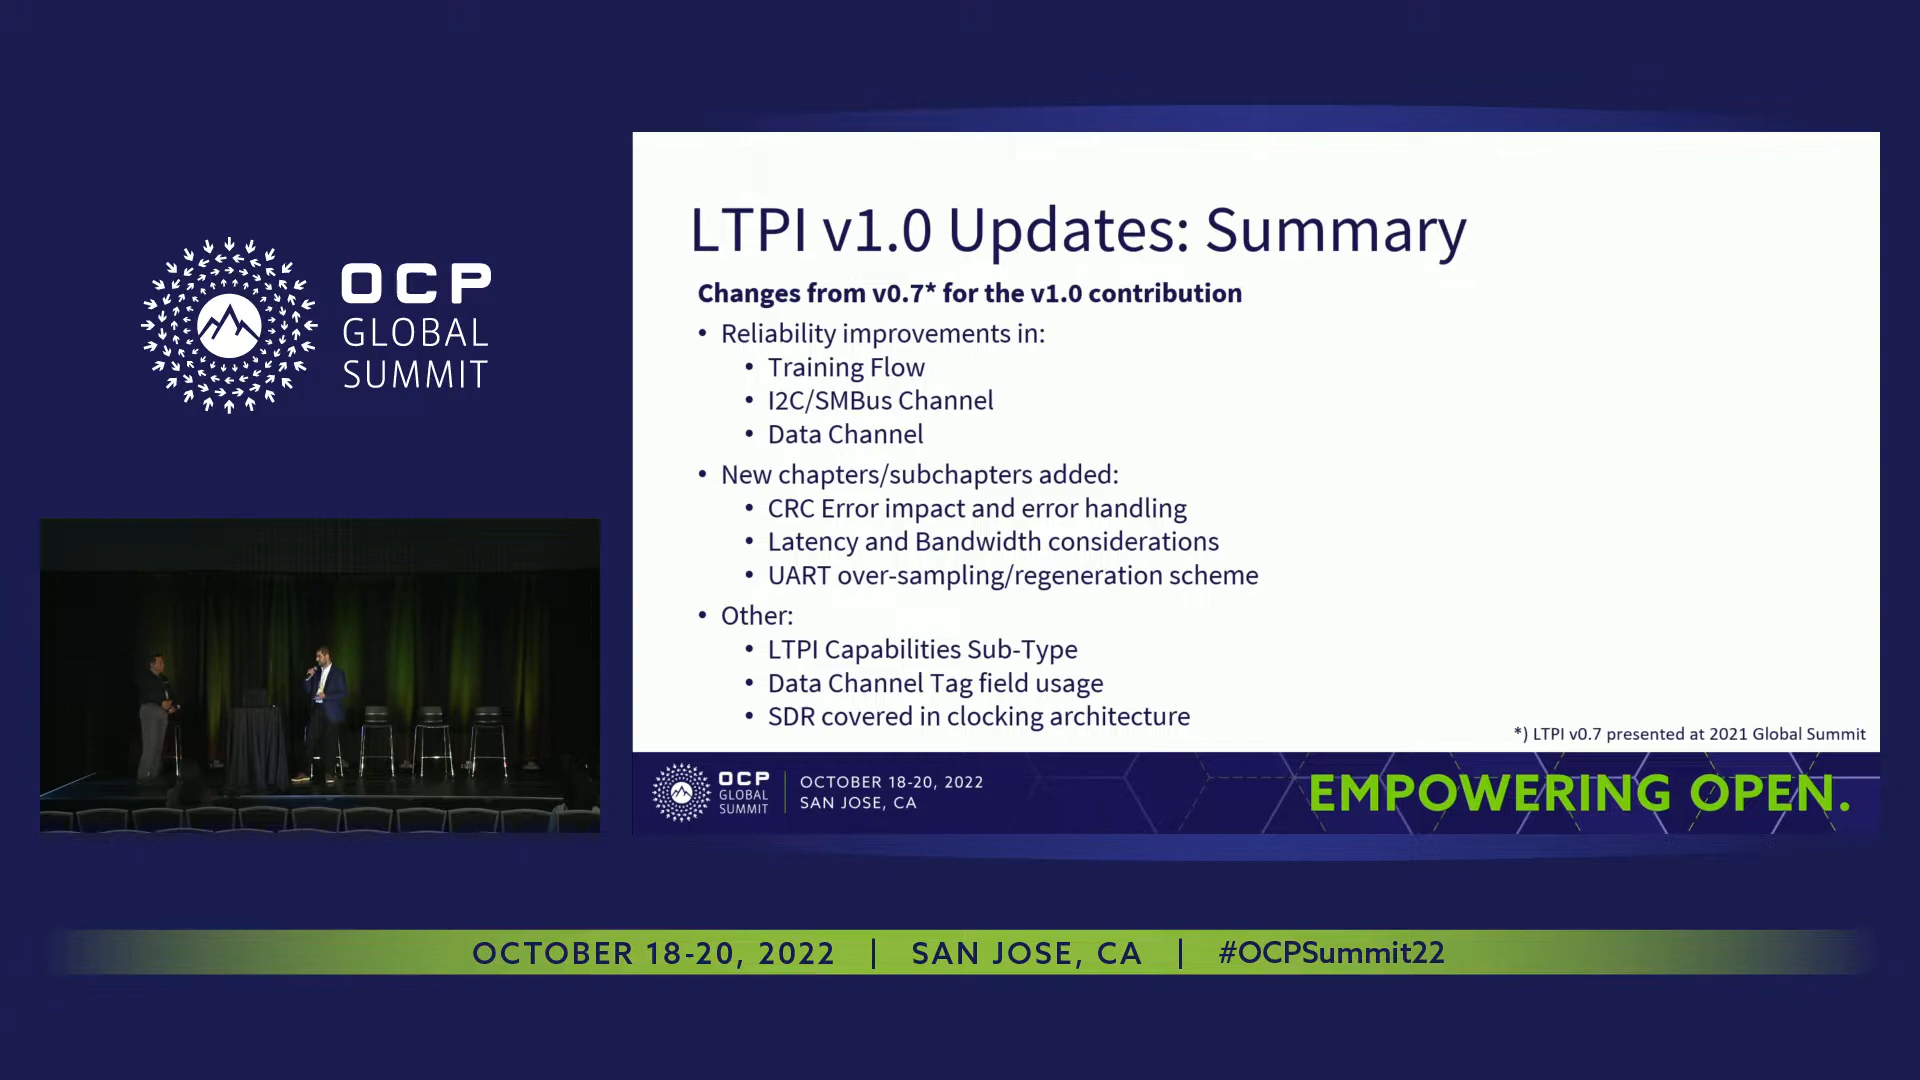 OCP
GLOBAL
SUMMIT
LTPI v1.0 Updates: Summary
Changes from v0.7* for the v1.0 contribution
• Reliability improvements in:
• Training Flow
• I2C/SMBus Channel
• Data Channel
• New chapters/subchapters added:
• CRC Error impact and error handling
• Latency and Bandwidth considerations
• UART over-sampling/regeneration scheme
• Other:
• LTPI Capabilities Sub-Type
• Data Channel Tag field usage
• SDR covered in clocking architecture
*) LTPI v0.7 presented at 2021 Global Summit
OCP
GLOBAL
SUMMIT
OCTOBER 18-20, 2022
SAN JOSE, CA
EMPOWERING OPEN.
OCTOBER 18-20, 2022 | SAN JOSE, CA | #OCPSummit22